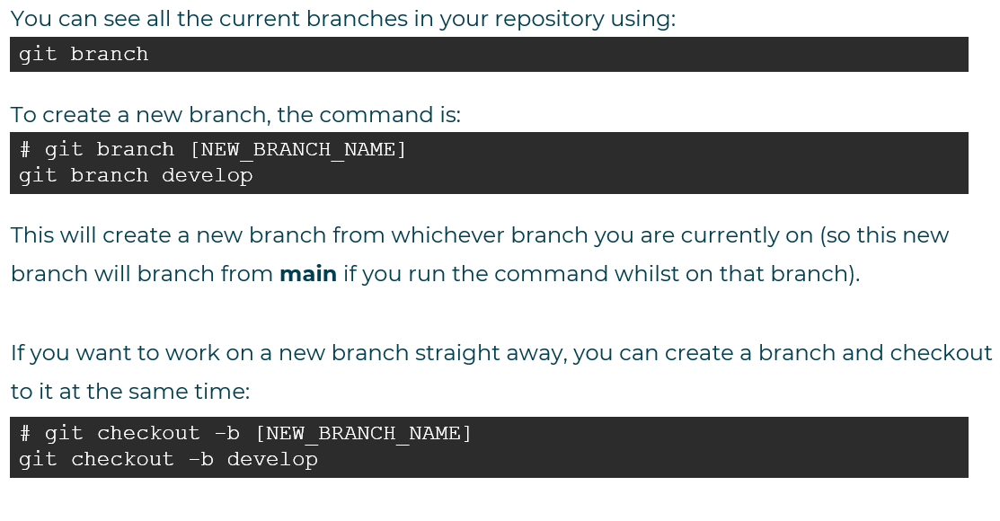 You can see all the current branches in your repository using:
git branch
To create a new branch, the command is:
# git branch [NEW_BRANCH_NAME]
git branch develop
This will create a new branch from whichever branch you are currently on (so this new
branch will branch from main if you run the command whilst on that branch).
If you want to work on a new branch straight away, you can create a branch and checkout
to it at the same time:
# git checkout -b [NEW_BRANCH_NAME]
git checkout -b develop